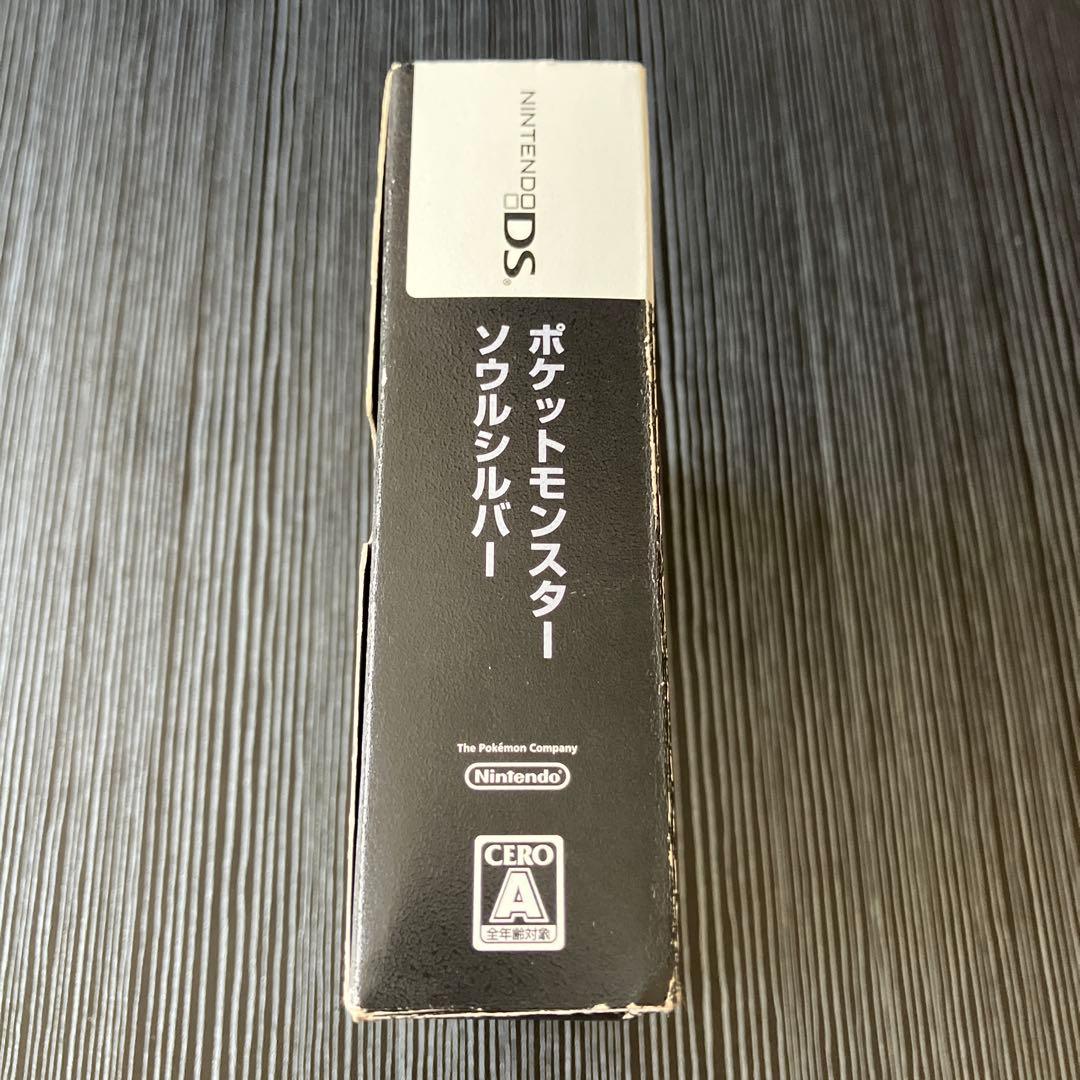 NINTENDO DS®
ポケットモンスター
ソウルシルバー
The Pokémon Company
Nintendo®
CERO
A
全年齢対象